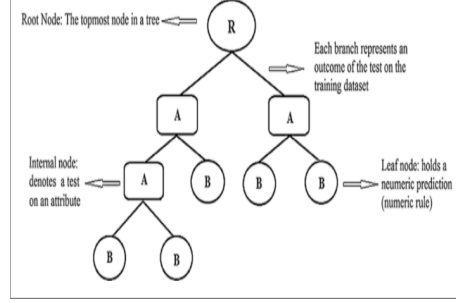 Root Node: The topmost node in a tree
R
Each branch represents an
outcome of the test on the
training dataset
A
A
Internal node:
denotes a test
on an attribute
A
B
B
B
Leaf node: holds a
neumeric prediction
(numeric rule)
B
B